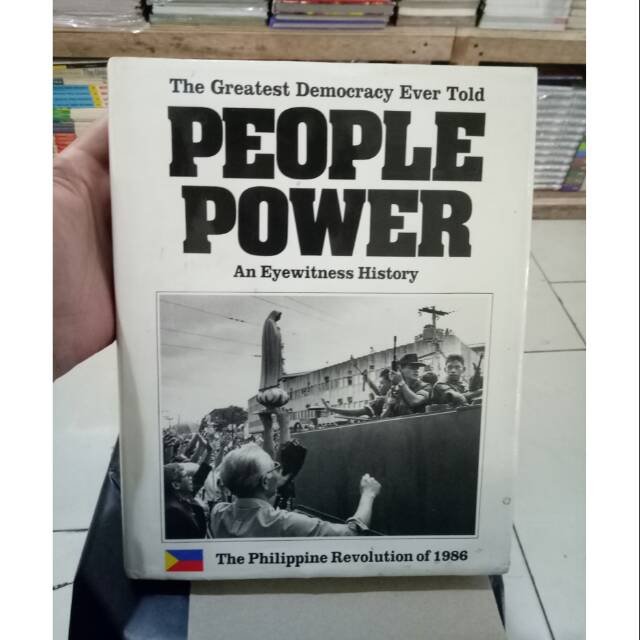 The Greatest Democracy Ever Told
PEOPLE
POWER
An Eyewitness History
The Philippine Revolution of 1986